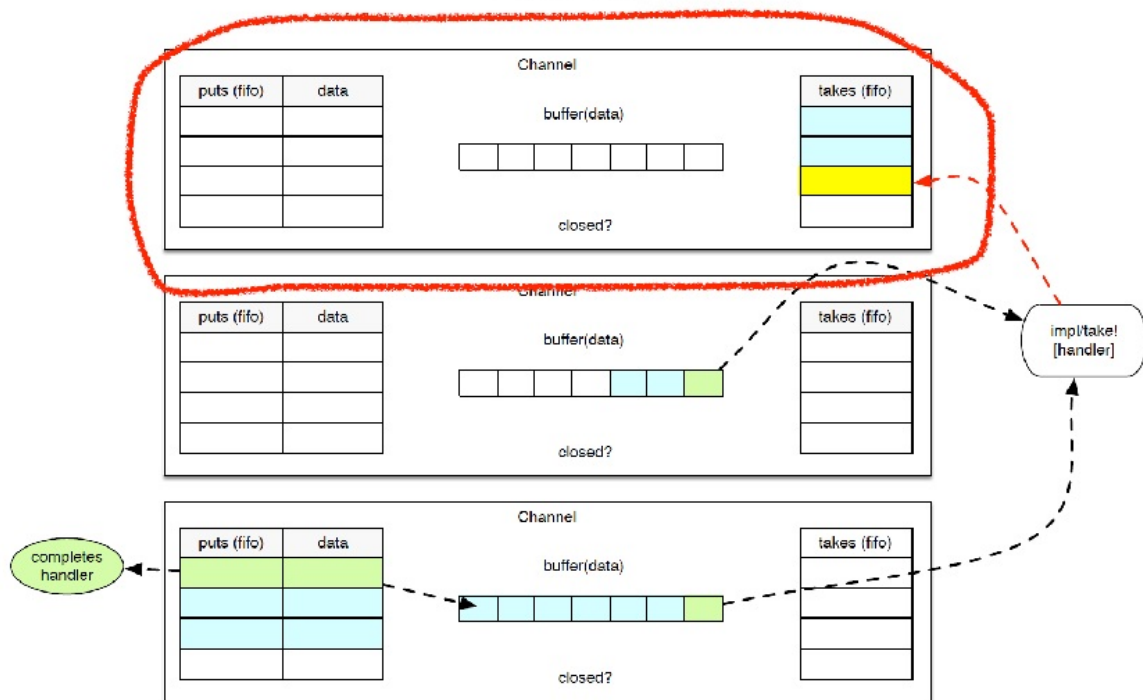 Channel
puts (fifo) data
buffer(data)
takes (fifo)
closed?
Channel
puts (fifo) data
buffer(data)
takes (fifo)
closed?
impl/take!
[handler]
Channel
puts (fifo) data
buffer(data)
takes (fifo)
closed?
completes
handler